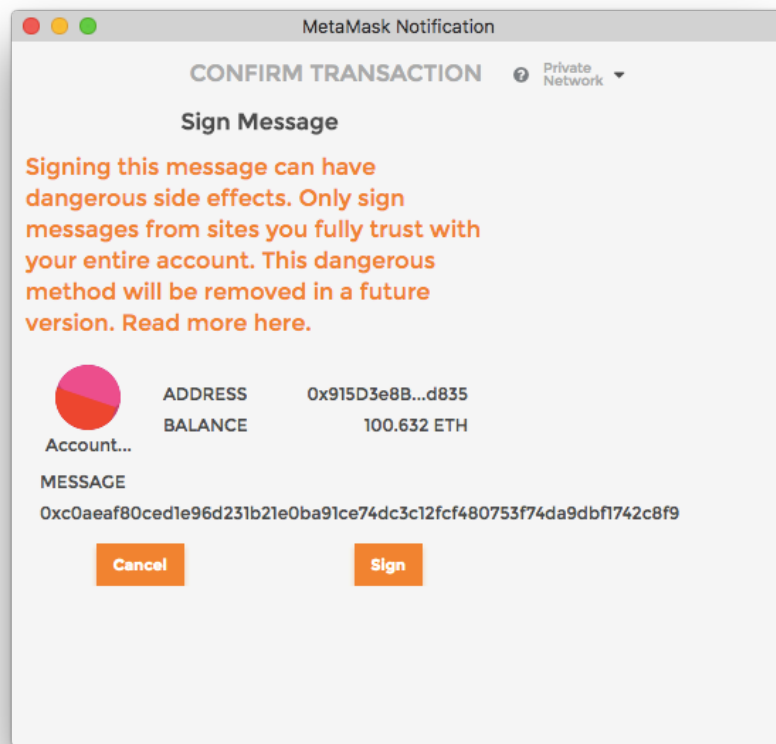 MetaMask Notification
CONFIRM TRANSACTION
Private
Network
Sign Message
Signing this message can have
dangerous side effects. Only sign
messages from sites you fully trust with
your entire account. This dangerous
method will be removed in a future
version. Read more here.
ADDRESS 0x915D3e8B...d835
BALANCE 100.632 ETH
Account...
MESSAGE
0xc0aeaf80ced1e96d231b21e0ba91ce74dc3c12fcf480753f74da9dbf1742c8f9
Cancel Sign